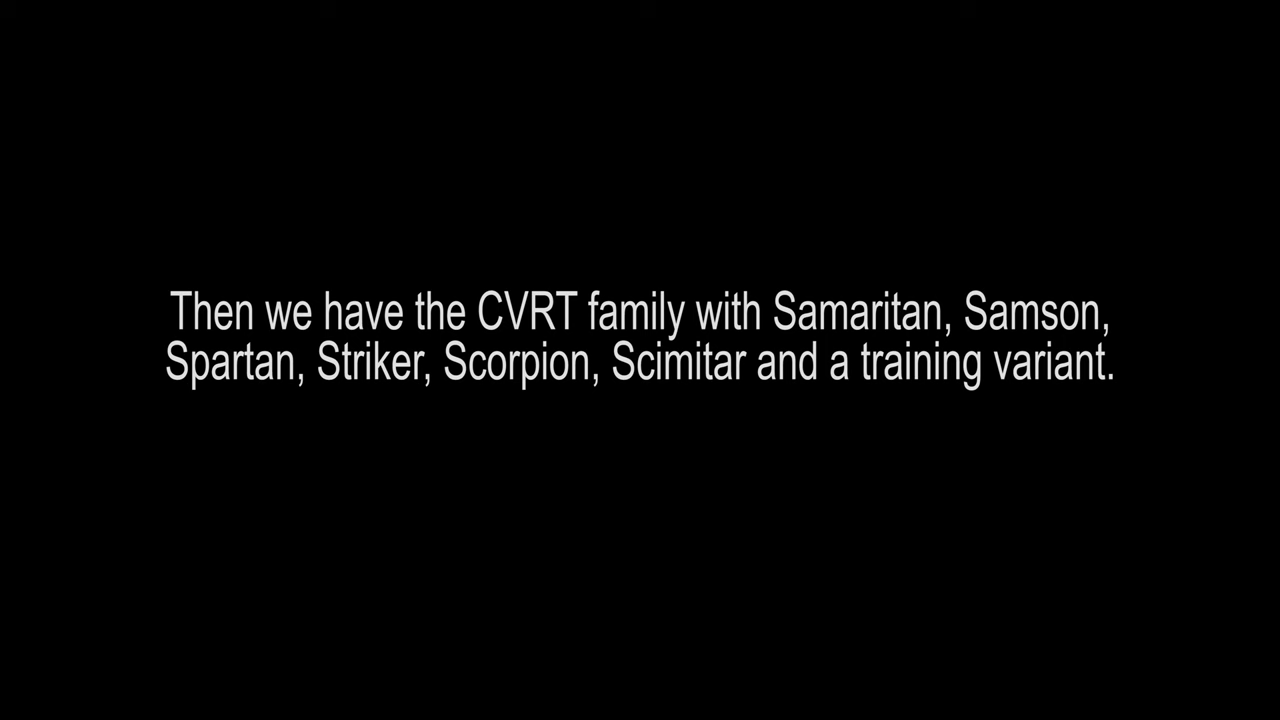 Then we have the CVRT family with Samaritan, Samson,
Spartan, Striker, Scorpion, Scimitar and a training variant.